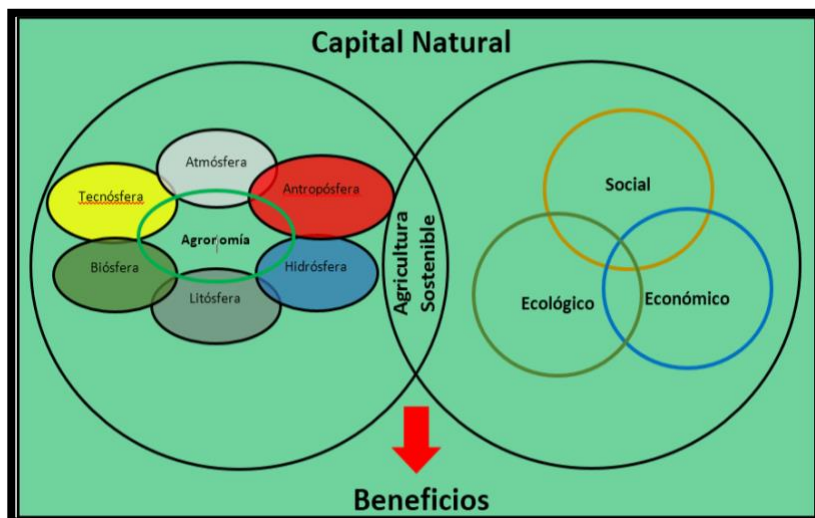 Capital Natural
Atmósfera
Tecnósfera
Antropósfera
Agronomía
Biósfera
Hidrósfera
Litósfera
Agricultura
Sostenible
Social
Ecológico
Económico
Beneficios